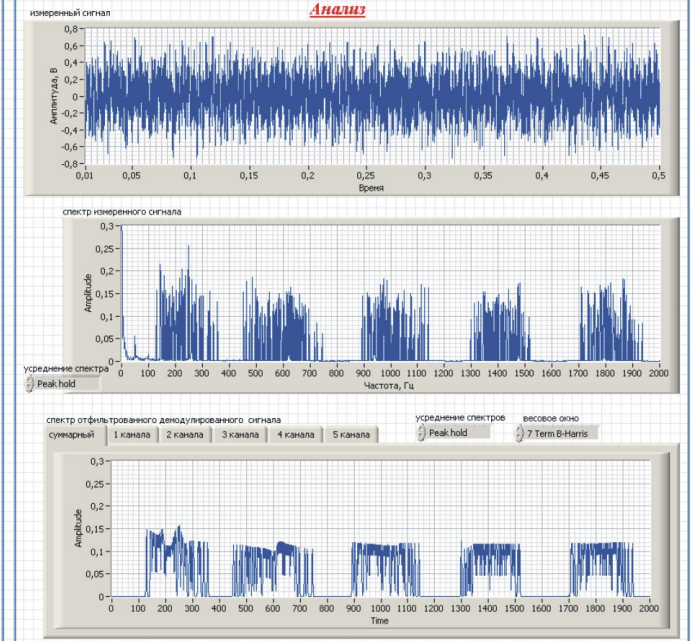 Анализ
измеренный сигнал
0,8
0,6
0,4
0,2
0
-0,2
-0,4
-0,6
-0,8
Амплитуда, В
0,01 0,05 0,1 0,15 0,2 0,25 0,3 0,35 0,4 0,45 0,5
Время
спектр измеренного сигнала
0,3
0,25
0,2
0,15
0,1
0,05
0
Amplitude
0 100 200 300 400 500 600 700 800 900 1000 1100 1200 1300 1400 1500 1600 1700 1800 1900 2000
Частота, Гц
усреднение спектра
Peak hold
спектр отфильтрованного демодулированного сигнала
усреднение спектров
весовое окно
Peak hold
7 Term B-Harris
суммарный 1 канала 2 канала 3 канала 4 канала 5 канала
0,3
0,25
0,2
0,15
0,1
0,05
0
Amplitude
0 100 200 300 400 500 600 700 800 900 1000 1100 1200 1300 1400 1500 1600 1700 1800 1900 2000
Time